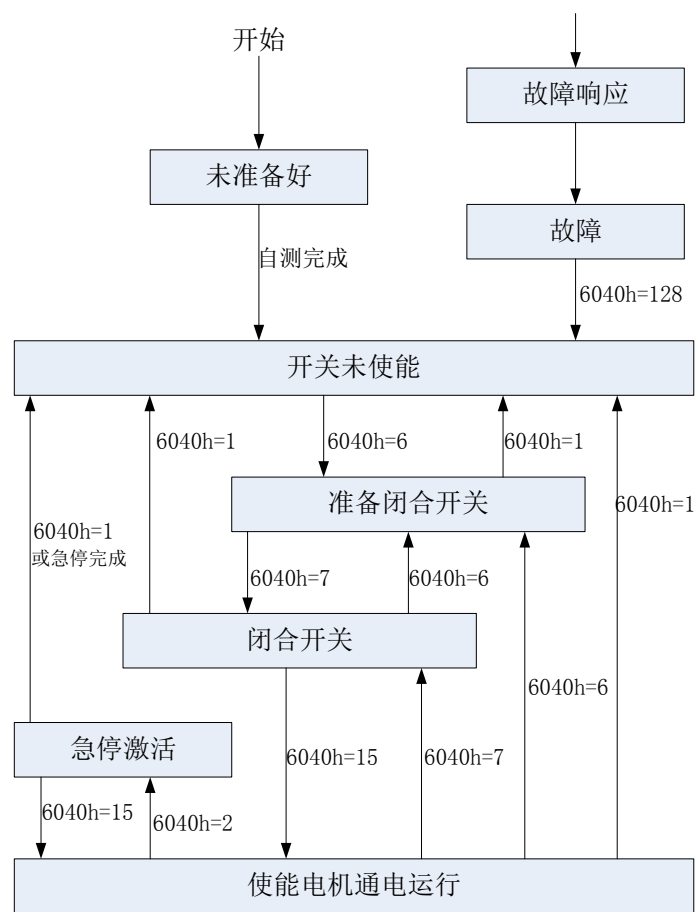 开始
故障响应
未准备好
故障
自测完成
6040h=128
开关未使能
6040h=1
6040h=6
6040h=1
准备闭合开关
6040h=1
6040h=1
或急停完成
6040h=7
6040h=6
闭合开关
6040h=6
急停激活
6040h=15
6040h=7
6040h=15
6040h=2
使能电机通电运行